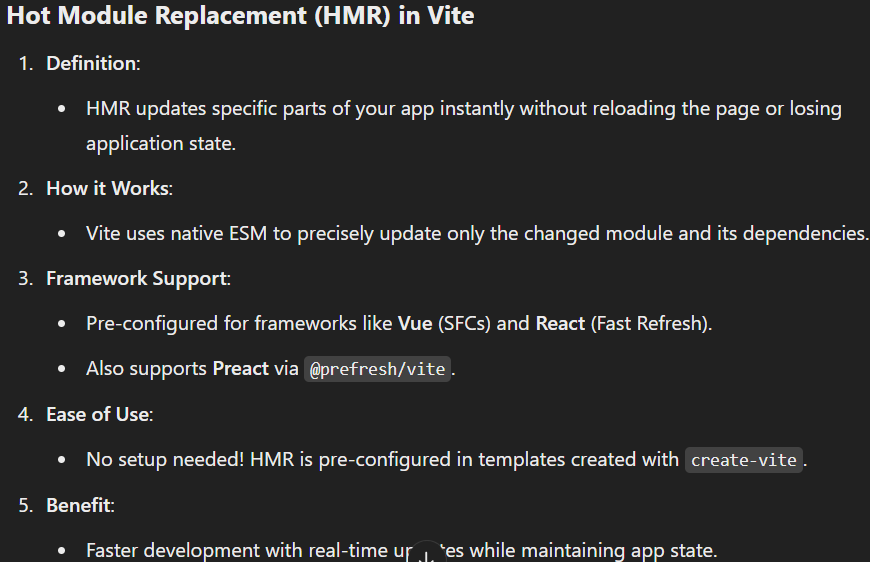 Hot Module Replacement (HMR) in Vite
1. Definition:
• HMR updates specific parts of your app instantly without reloading the page or losing
application state.
2. How it Works:
• Vite uses native ESM to precisely update only the changed module and its dependencies.
3. Framework Support:
• Pre-configured for frameworks like Vue (SFCs) and React (Fast Refresh).
• Also supports Preact via @prefresh/vite.
4. Ease of Use:
• No setup needed! HMR is pre-configured in templates created with create-vite.
5. Benefit:
• Faster development with real-time while maintaining app state.